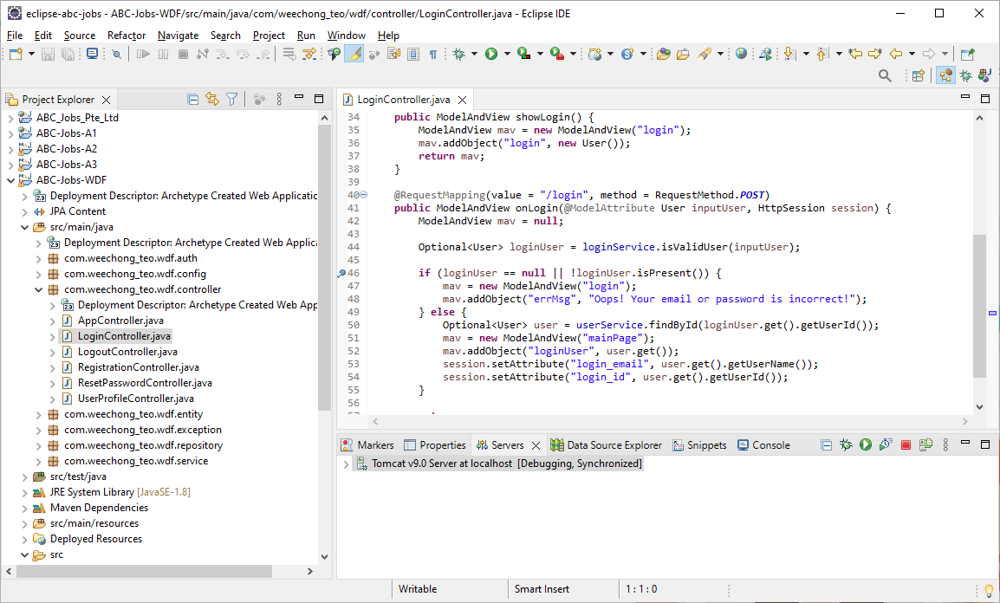 eclipse-abc-jobs - ABC-Jobs-WDF/src/main/java/com/weechong_teo/wdf/controller/LoginController.java - Eclipse IDE
File Edit Source Refactor Navigate Search Project Run Window Help
Project Explorer
ABC_Jobs_Pte_Ltd
ABC-Jobs-A1
ABC-Jobs-A2
ABC-Jobs-A3
ABC-Jobs-WDF
Deployment Descriptor: Archetype Created Web Applicatio
JPA Content
src/main/java
Deployment Descriptor: Archetype Created Web Applica
com.weechong_teo.wdf.auth
com.weechong_teo.wdf.config
com.weechong_teo.wdf.controller
Deployment Descriptor: Archetype Created Web App
AppController.java
LoginController.java
LogoutController.java
RegistrationController.java
ResetPasswordController.java
UserProfileController.java
com.weechong_teo.wdf.entity
com.weechong_teo.wdf.exception
com.weechong_teo.wdf.repository
com.weechong_teo.wdf.service
src/test/java
JRE System Library [JavaSE-1.8]
Maven Dependencies
src/main/resources
Deployed Resources
src
LoginController.java
34 public ModelAndView showLogin() {
35 ModelAndView mav = new ModelAndView("login");
36 mav.addObject("login", new User());
37 return mav;
38 }
39
40 @RequestMapping(value = "/login", method = RequestMethod.POST)
41 public ModelAndView onLogin(@ModelAttribute User inputUser, HttpSession session) {
42 ModelAndView mav = null;
43
44 Optional<User> loginUser = loginService.isValidUser(inputUser);
45
46 if (loginUser == null || !loginUser.isPresent()) {
47 mav = new ModelAndView("login");
48 mav.addObject("errMsg", "Oops! Your email or password is incorrect!");
49 } else {
50 Optional<User> user = userService.findById(loginUser.get().getUserId());
51 mav = new ModelAndView("mainPage");
52 mav.addObject("loginUser", user.get());
53 session.setAttribute("login_email", user.get().getUserName());
54 session.setAttribute("login_id", user.get().getUserId());
55 }
56
Markers Properties Servers Data Source Explorer Snippets Console
Tomcat v9.0 Server at localhost [Debugging, Synchronized]
Writable Smart Insert 1 : 1 : 0